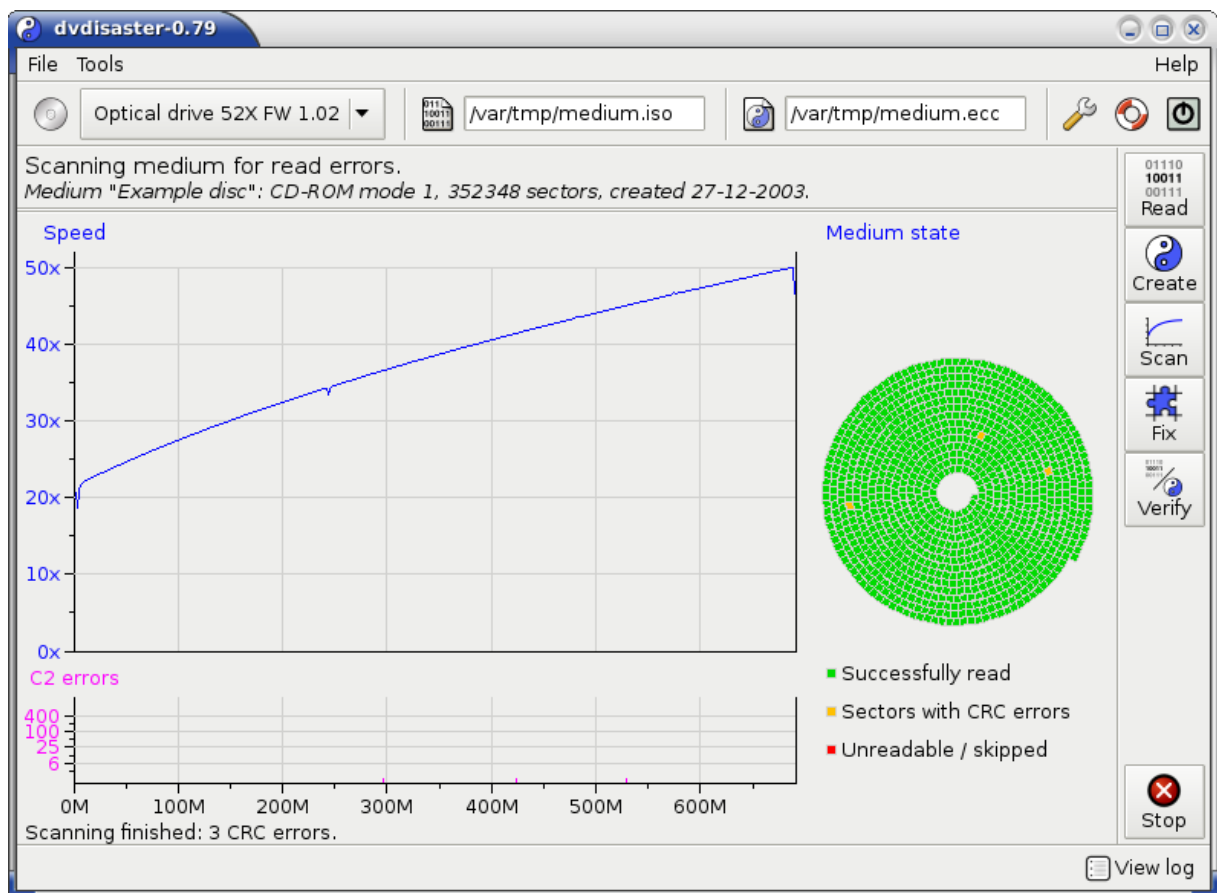 dvdisaster-0.79
File Tools Help
Optical drive 52X FW 1.02
011
10011
00111
/var/tmp/medium.iso
/var/tmp/medium.ecc
Scanning medium for read errors.
Medium "Example disc": CD-ROM mode 1, 352348 sectors, created 27-12-2003.
01110
10011
00111
Read
Create
Scan
Fix
Verify
Speed
50x
40x
30x
20x
10x
0x
Medium state
Successfully read
Sectors with CRC errors
Unreadable / skipped
C2 errors
400
100
25
6
0M 100M 200M 300M 400M 500M 600M
Scanning finished: 3 CRC errors.
Stop
View log